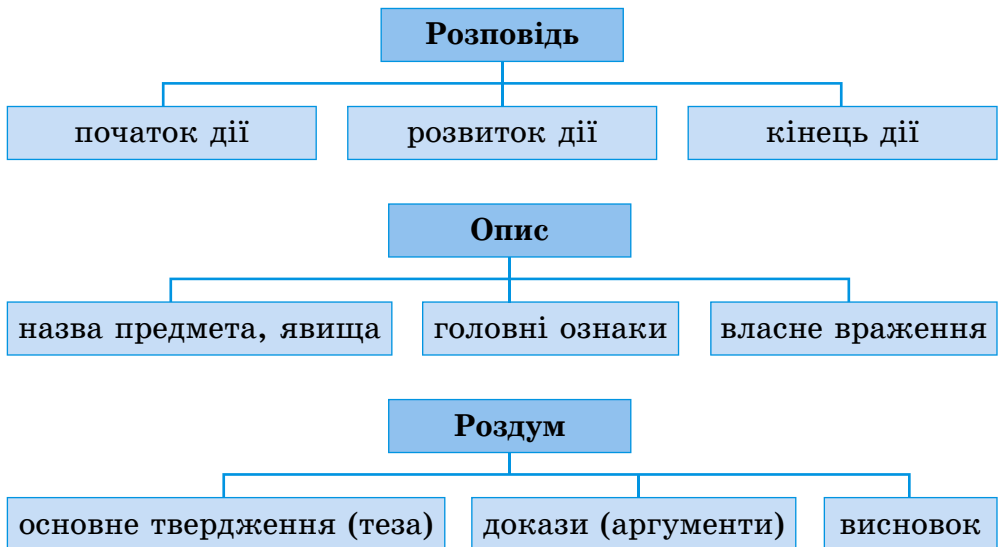 Розповідь
початок дії розвиток дії кінець дії
Опис
назва предмета, явища головні ознаки власне враження
Роздум
основне твердження (теза) докази (аргументи) висновок